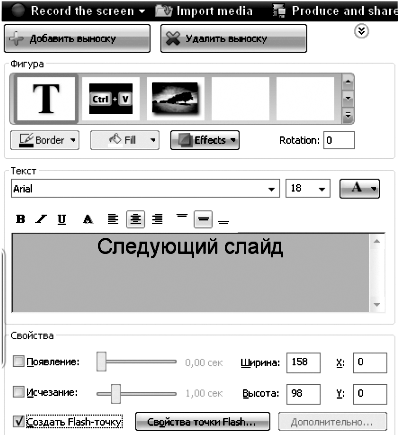 Record the screen Import media Produce and share
Добавить выноску Удалить выноску
Фигура
T Ctrl + V
Border Fill Effects Rotation: 0
Текст
Arial 18 A
B I U A
Следующий слайд
Свойства
Появление: 0,00 сек Ширина: 158 X: 0
Исчезание: 1,00 сек Высота: 98 Y: 0
Создать Flash-точку Свойства точки Flash... Дополнительно...